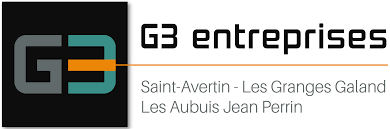 G3
G3 entreprises
Saint-Avertin - Les Granges Galand
Les Aubuis Jean Perrin